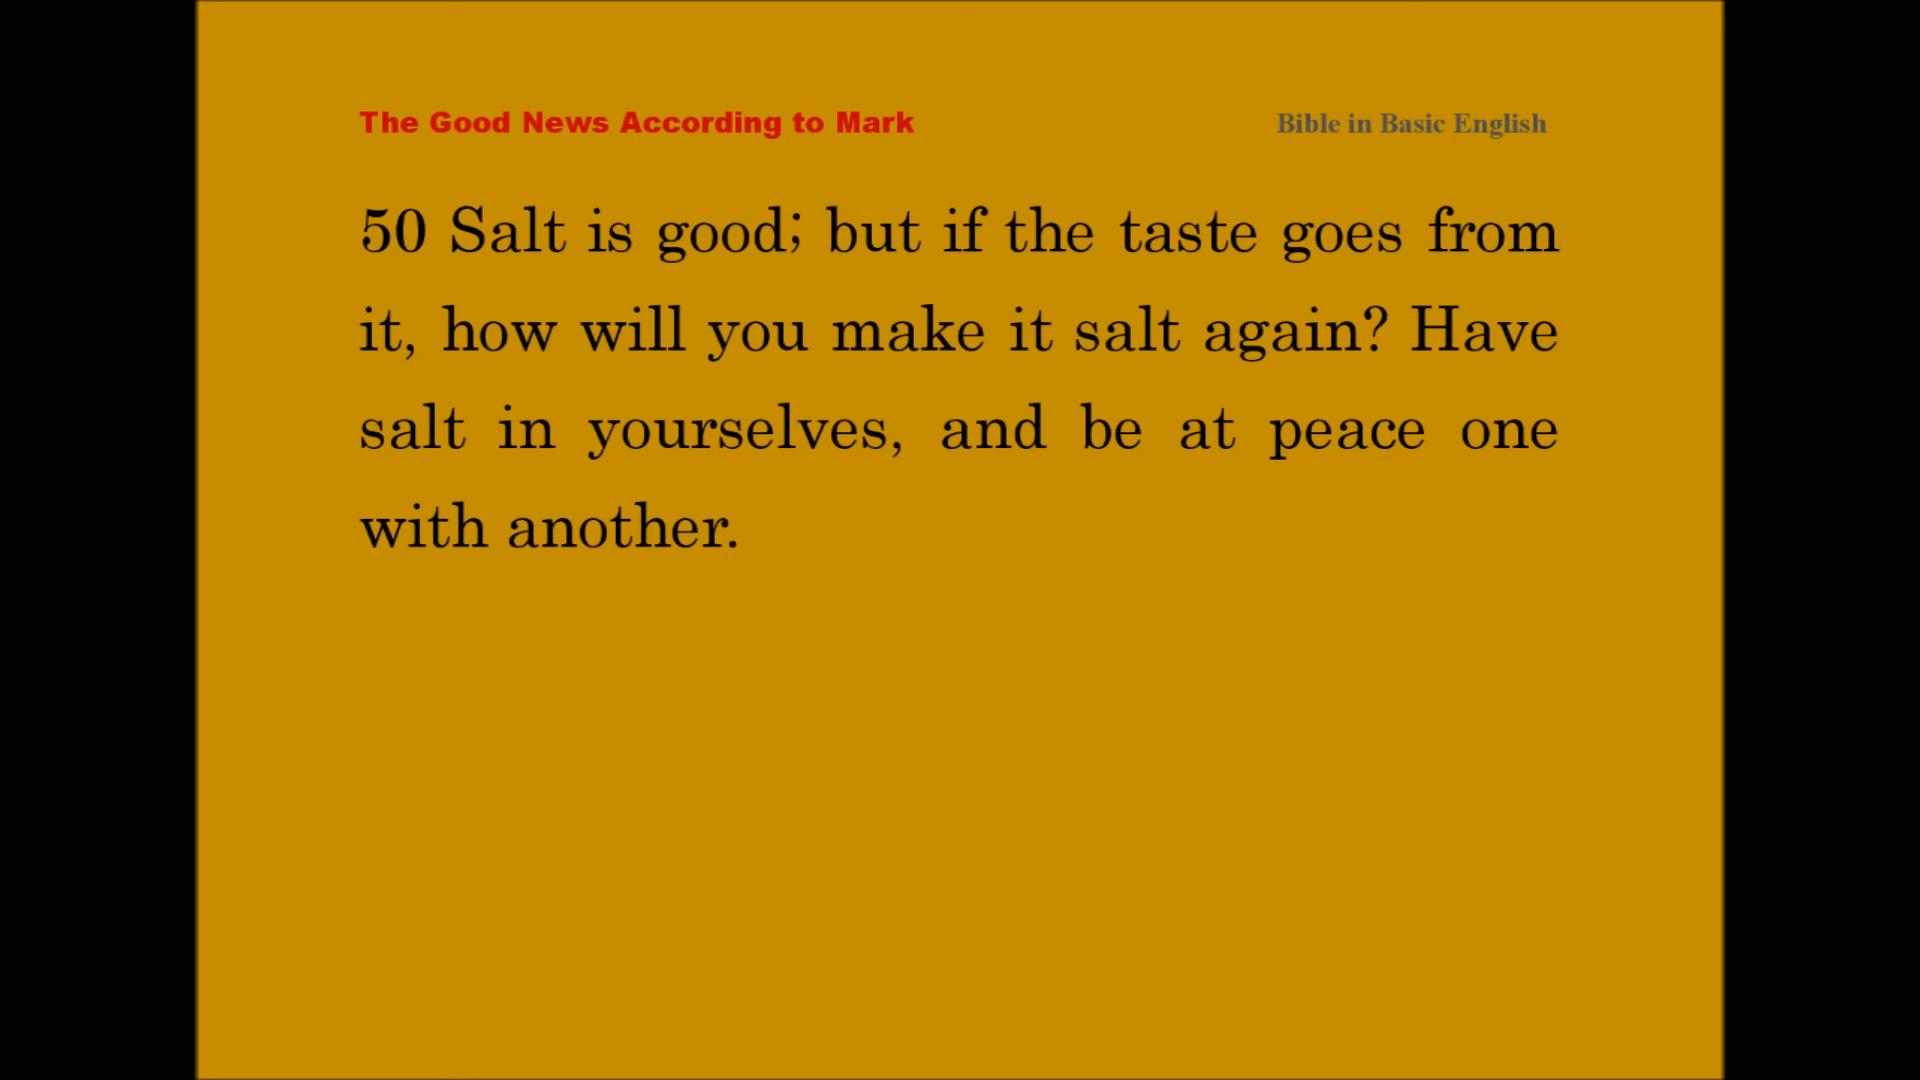 The Good News According to Mark Bible in Basic English
50 Salt is good; but if the taste goes from
it, how will you make it salt again? Have
salt in yourselves, and be at peace one
with another.